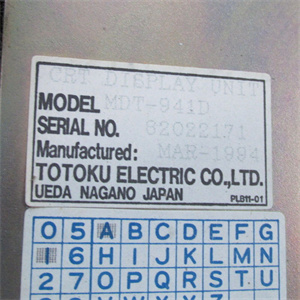 CRT DISPLAY UNIT
MODEL MDT-941D
SERIAL NO. 62022171
Manufactured: MAR-1994
TOTOKU ELECTRIC CO.,LTD.
UEDA NAGANO JAPAN PL811-01
0 5 A B C D E F G
6 H I J K L M N
2 7 O P Q R S T U